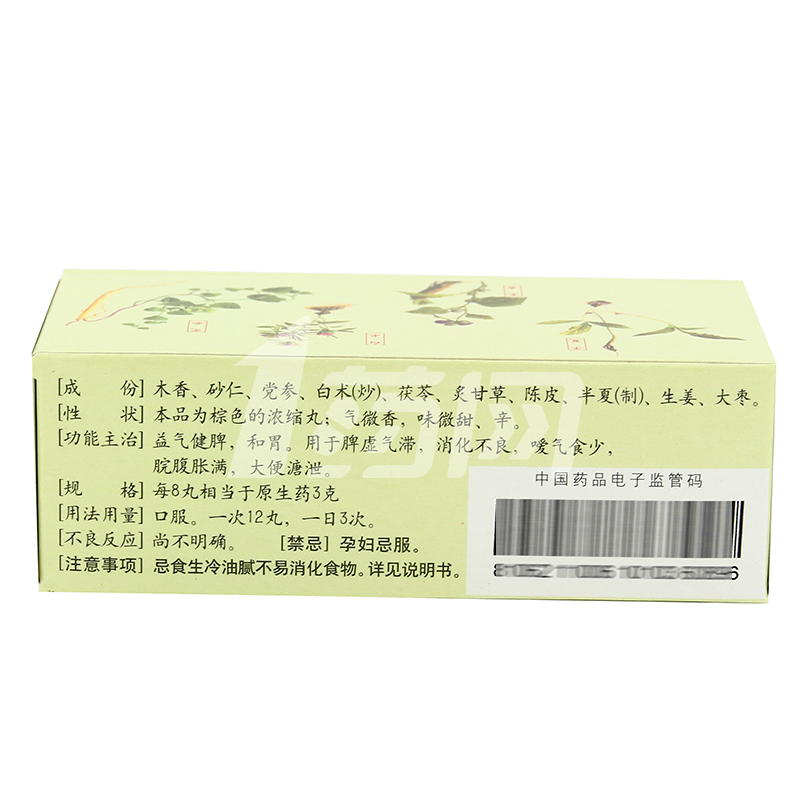 [成 份] 木香、砂仁、党参、白术(炒)、茯苓、炙甘草、陈皮、半夏(制)、生姜、大枣。
[性 状] 本品为棕色的浓缩丸；气微香，味微甜、辛。
[功能主治] 益气健脾，和胃。用于脾虚气滞，消化不良，嗳气食少，
脘腹胀满，大便溏泄。
[规 格] 每8丸相当于原生药3克
[用法用量] 口服。一次12丸，一日3次。
[不良反应] 尚不明确。 [禁忌] 孕妇忌服。
[注意事项] 忌食生冷油腻不易消化食物。详见说明书。
中国药品电子监管码
1药网